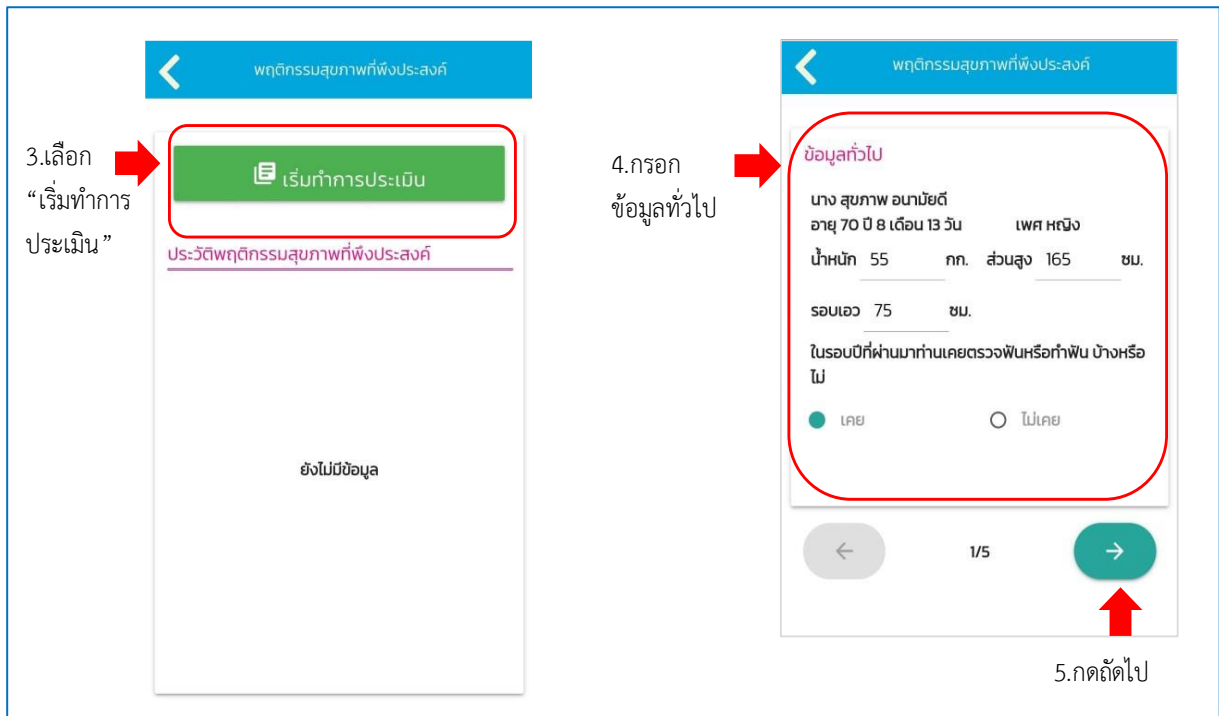 พฤติกรรมสุขภาพที่พึงประสงค์
3.เลือก
“เริ่มทำการ
ประเมิน”
เริ่มทำการประเมิน
ประวัติพฤติกรรมสุขภาพที่พึงประสงค์
ยังไม่มีข้อมูล
พฤติกรรมสุขภาพที่พึงประสงค์
4.กรอก
ข้อมูลทั่วไป
ข้อมูลทั่วไป
นาง สุขภาพ อนามัยดี
อายุ 70 ปี 8 เดือน 13 วัน เพศ หญิง
น้ำหนัก 55 กก. ส่วนสูง 165 ซม.
รอบเอว 75 ซม.
ในรอบปีที่ผ่านมาท่านเคยตรวจฟันหรือทำฟัน บ้างหรือ
ไม่
เคย ไม่เคย
1/5
5.กดถัดไป